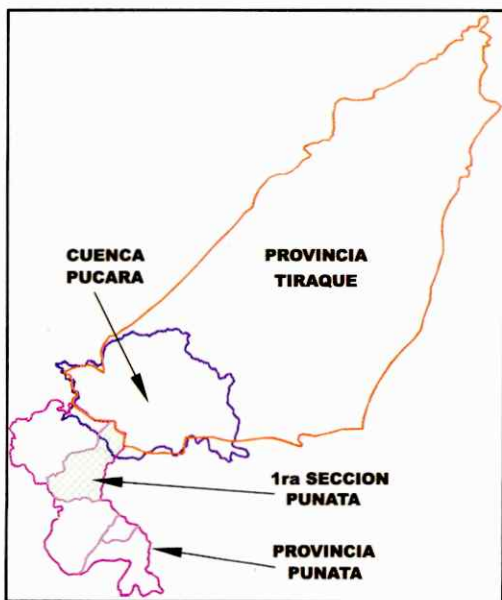 CUENCA
PUCARA
PROVINCIA
TIRAQUE
1ra SECCION
PUNATA
PROVINCIA
PUNATA